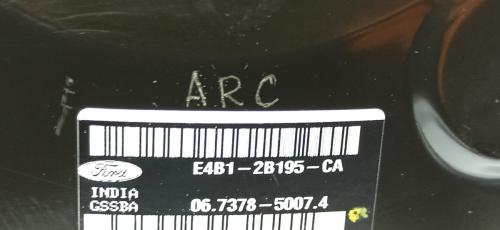 ARC
Ford E4B1-2B195-CA
INDIA
GSSBA 06.7378-5007.4